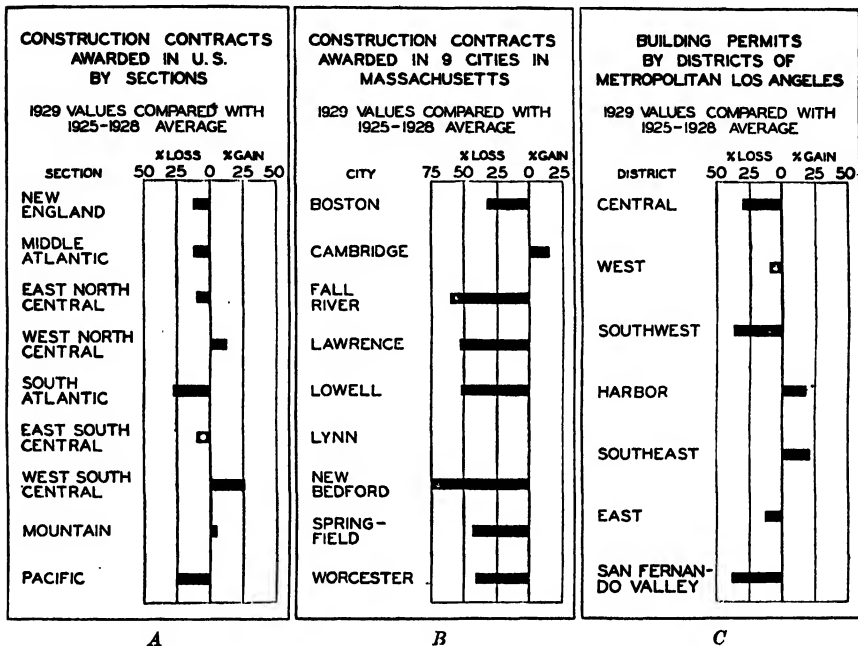 CONSTRUCTION CONTRACTS
AWARDED IN U. S.
BY SECTIONS
1929 VALUES COMPARED WITH
1925-1928 AVERAGE
% LOSS % GAIN
SECTION 50 25 0 25 50
NEW
ENGLAND
MIDDLE
ATLANTIC
EAST NORTH
CENTRAL
WEST NORTH
CENTRAL
SOUTH
ATLANTIC
EAST SOUTH
CENTRAL
WEST SOUTH
CENTRAL
MOUNTAIN
PACIFIC
A
CONSTRUCTION CONTRACTS
AWARDED IN 9 CITIES IN
MASSACHUSETTS
1929 VALUES COMPARED WITH
1925-1928 AVERAGE
% LOSS % GAIN
CITY 75 50 25 0 25
BOSTON
CAMBRIDGE
FALL
RIVER
LAWRENCE
LOWELL
LYNN
NEW
BEDFORD
SPRING-
FIELD
WORCESTER
B
BUILDING PERMITS
BY DISTRICTS OF
METROPOLITAN LOS ANGELES
1929 VALUES COMPARED WITH
1925-1928 AVERAGE
% LOSS % GAIN
DISTRICT 50 25 0 25 50
CENTRAL
WEST
SOUTHWEST
HARBOR
SOUTHEAST
EAST
SAN FERNAN-
DO VALLEY
C